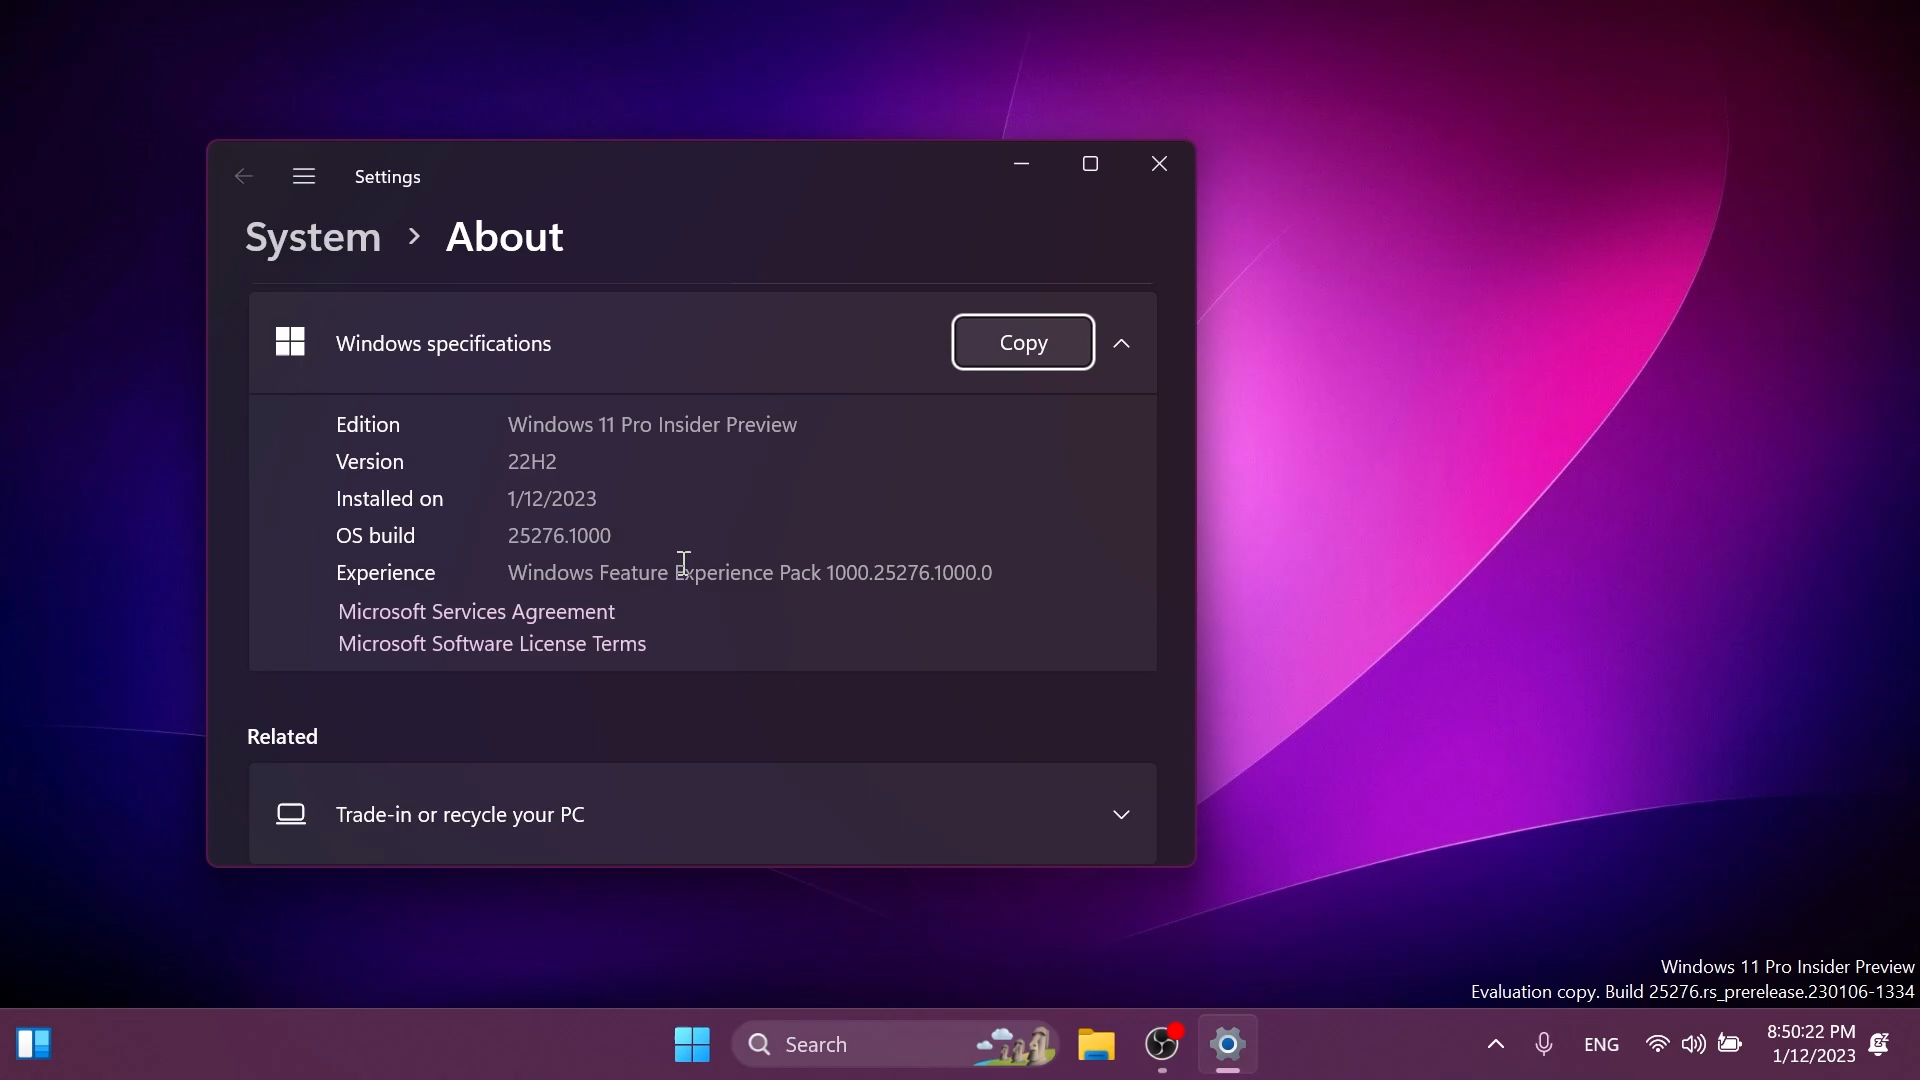 Settings
System > About
Windows specifications
Copy
Edition Windows 11 Pro Insider Preview
Version 22H2
Installed on 1/12/2023
OS build 25276.1000
Experience Windows Feature Experience Pack 1000.25276.1000.0
Microsoft Services Agreement
Microsoft Software License Terms
Related
Trade-in or recycle your PC
Windows 11 Pro Insider Preview
Evaluation copy. Build 25276.rs_prerelease.230106-1334
Search
ENG
8:50:22 PM
1/12/2023